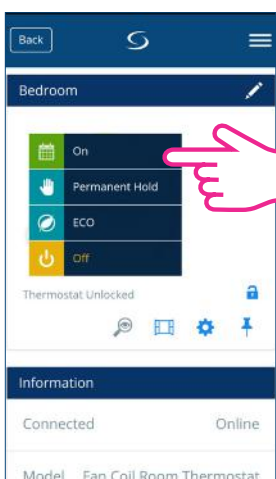 Back
Bedroom
On
Permanent Hold
ECO
Off
Thermostat Unlocked
Information
Connected Online
Model Fan Coil Room Thermostat